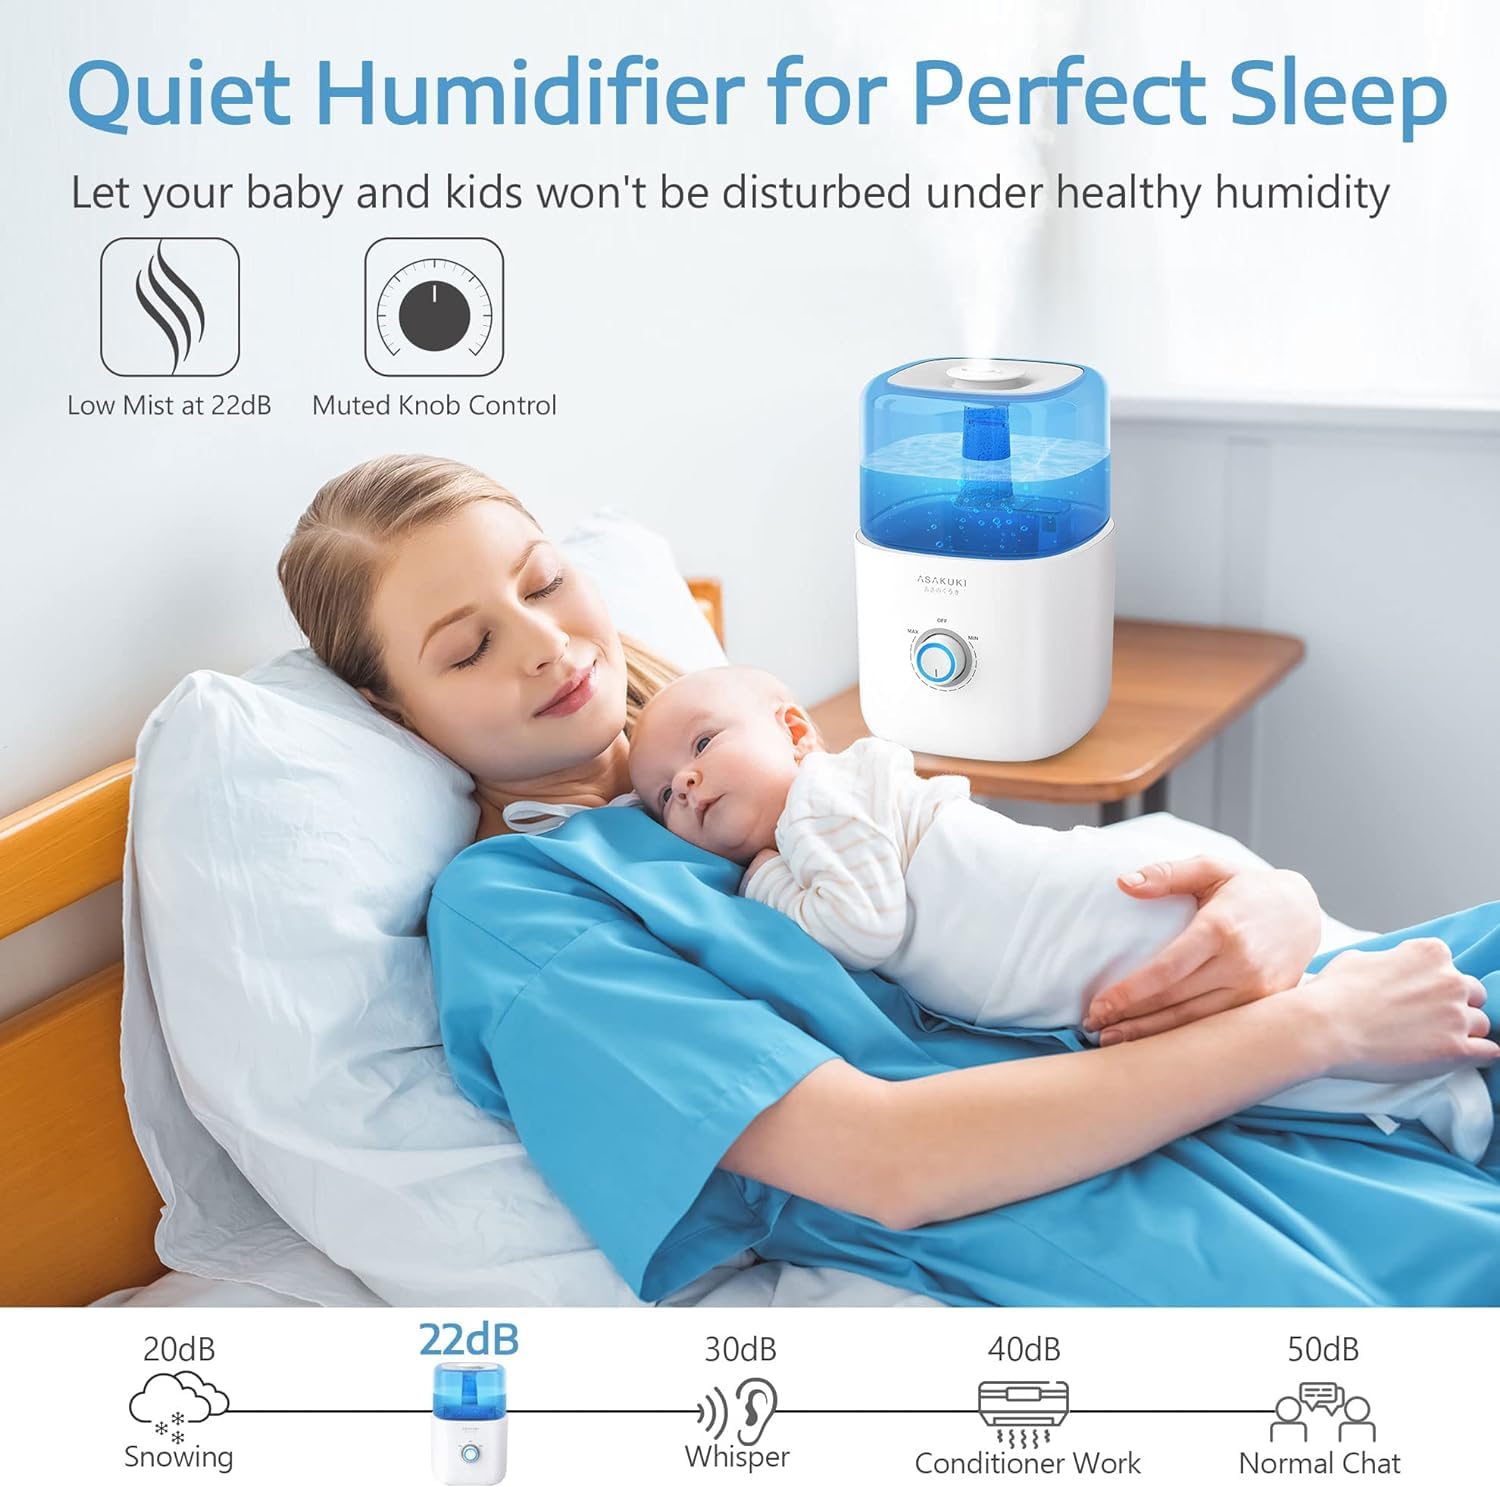 Quiet Humidifier for Perfect Sleep
Let your baby and kids won't be disturbed under healthy humidity
Low Mist at 22dB
Muted Knob Control
ASAKUKI
OFF
MAX
MIN
20dB
22dB
30dB
40dB
50dB
Snowing
Whisper
Conditioner Work
Normal Chat